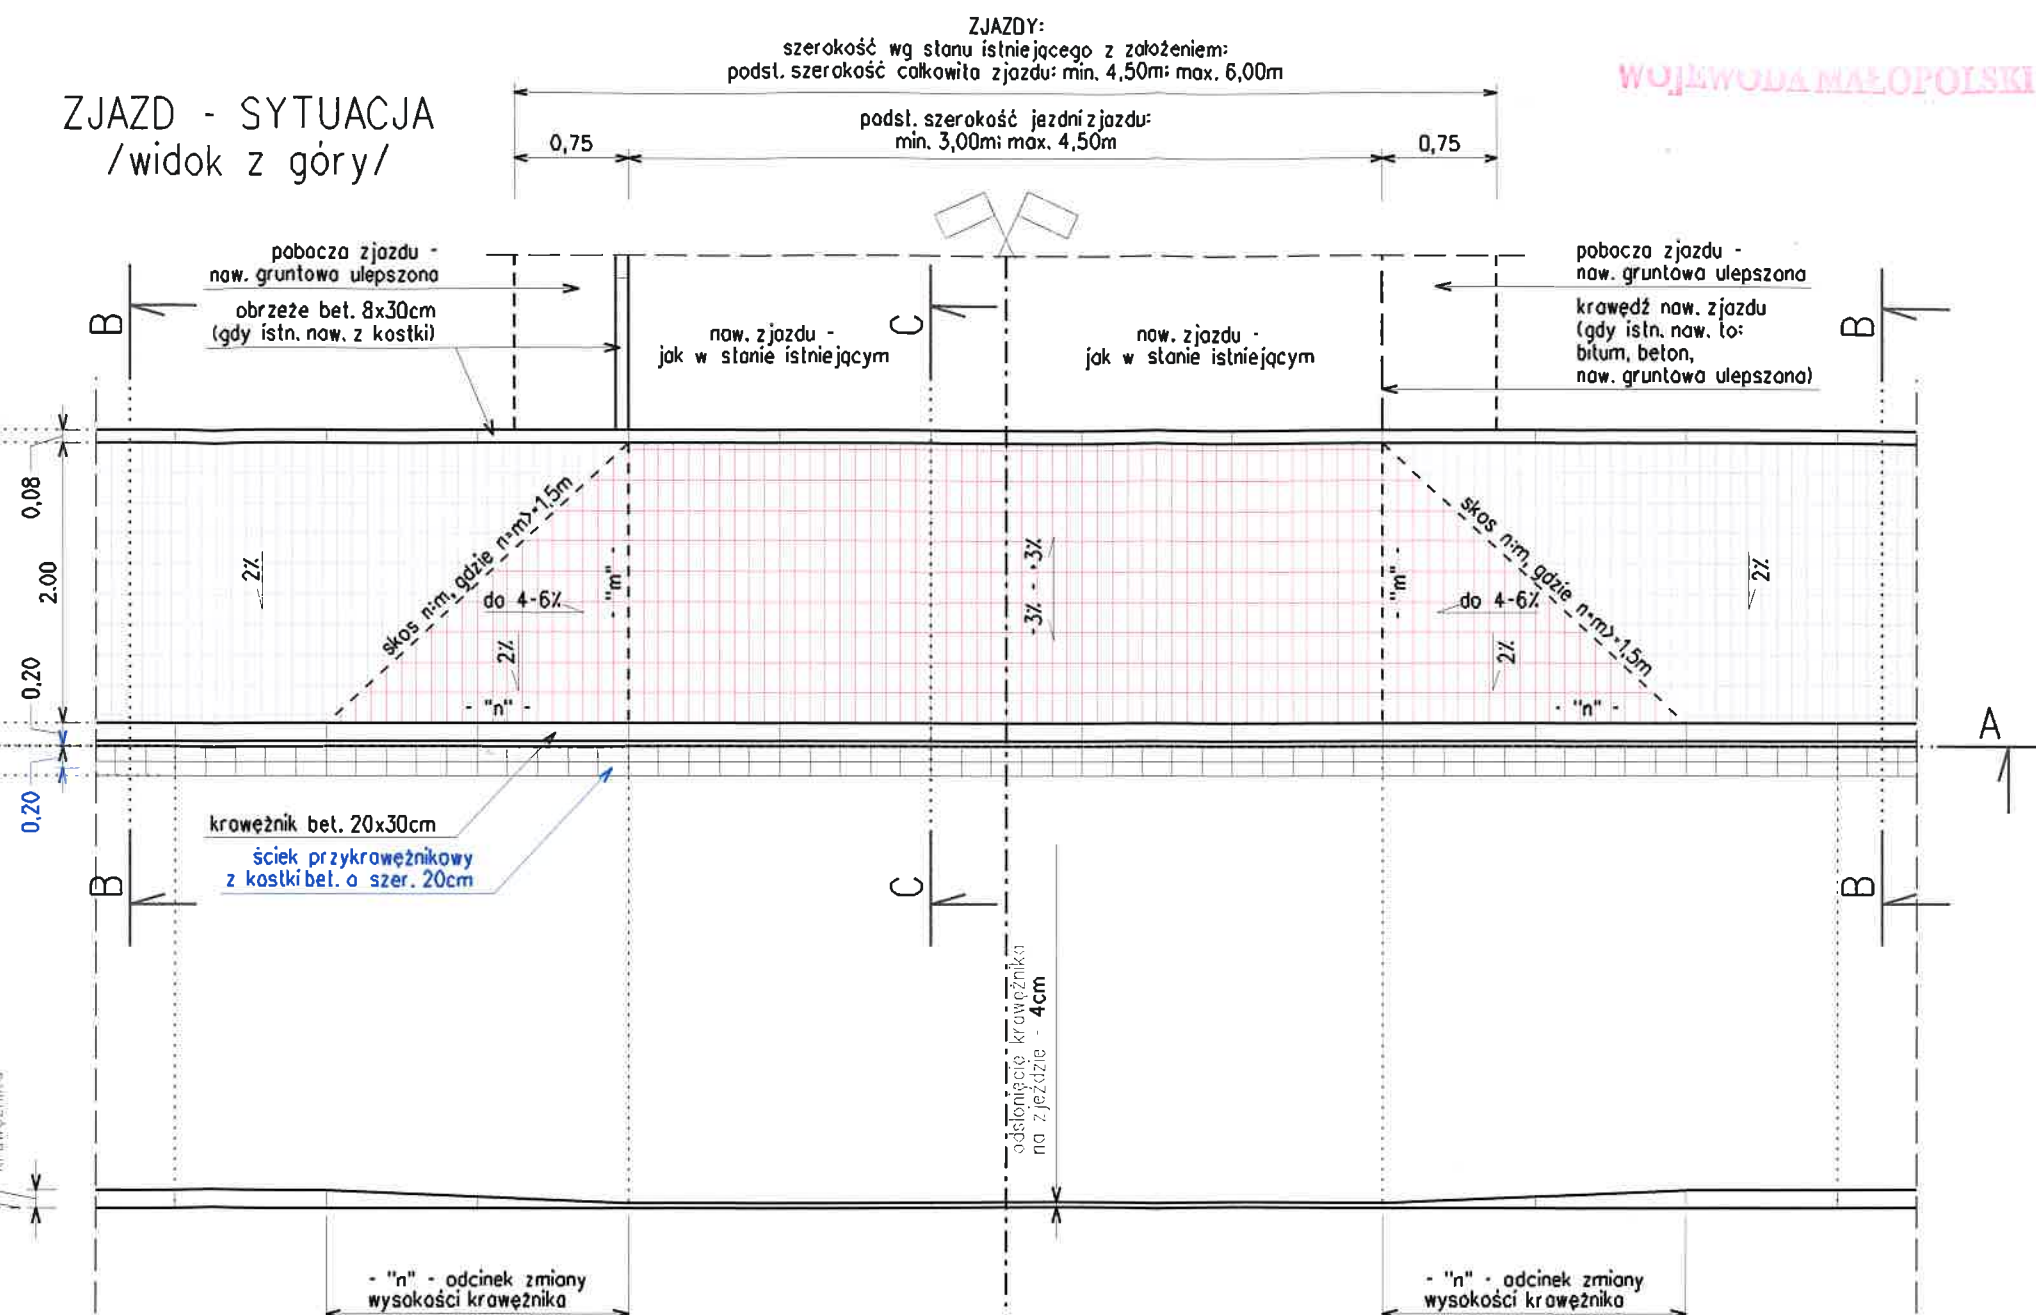 ZJAZDY:
szerokość wg stanu istniejącego z założeniem:
podst. szerokość całkowita zjazdu: min. 4,50m; max. 6,00m
WOJEWODA MAŁOPOLSKI
ZJAZD - SYTUACJA
/widok z góry/
podst. szerokość jezdni zjazdu:
min. 3,00m; max. 4,50m
0,75
0,75
pobocza zjazdu -
naw. gruntowa ulepszona
obrzeże bet. 8x30cm
(gdy istn. naw. z kostki)
pobocza zjazdu -
naw. gruntowa ulepszona
krawędź naw. zjazdu
(gdy istn. naw. to:
bitum, beton,
naw. gruntowa ulepszona)
B
C
B
naw. zjazdu -
jak w stanie istniejącym
naw. zjazdu -
jak w stanie istniejącym
0,08
2.00
0,20
0,20
2%
skos n:m, gdzie n=m>=1,5m
do 4-6%
2%
- "n" -
- "m" -
-3% - +3%
- "m" -
skos n:m, gdzie n=m>=1,5m
do 4-6%
2%
- "n" -
2%
A
krawężnik bet. 20x30cm
ściek przykrawężnikowy
z kostki bet. o szer. 20cm
B
C
B
odsłonięcie krawężnika
na zjeździe - 4cm
- "n" - odcinek zmiany
wysokości krawężnika
- "n" - odcinek zmiany
wysokości krawężnika